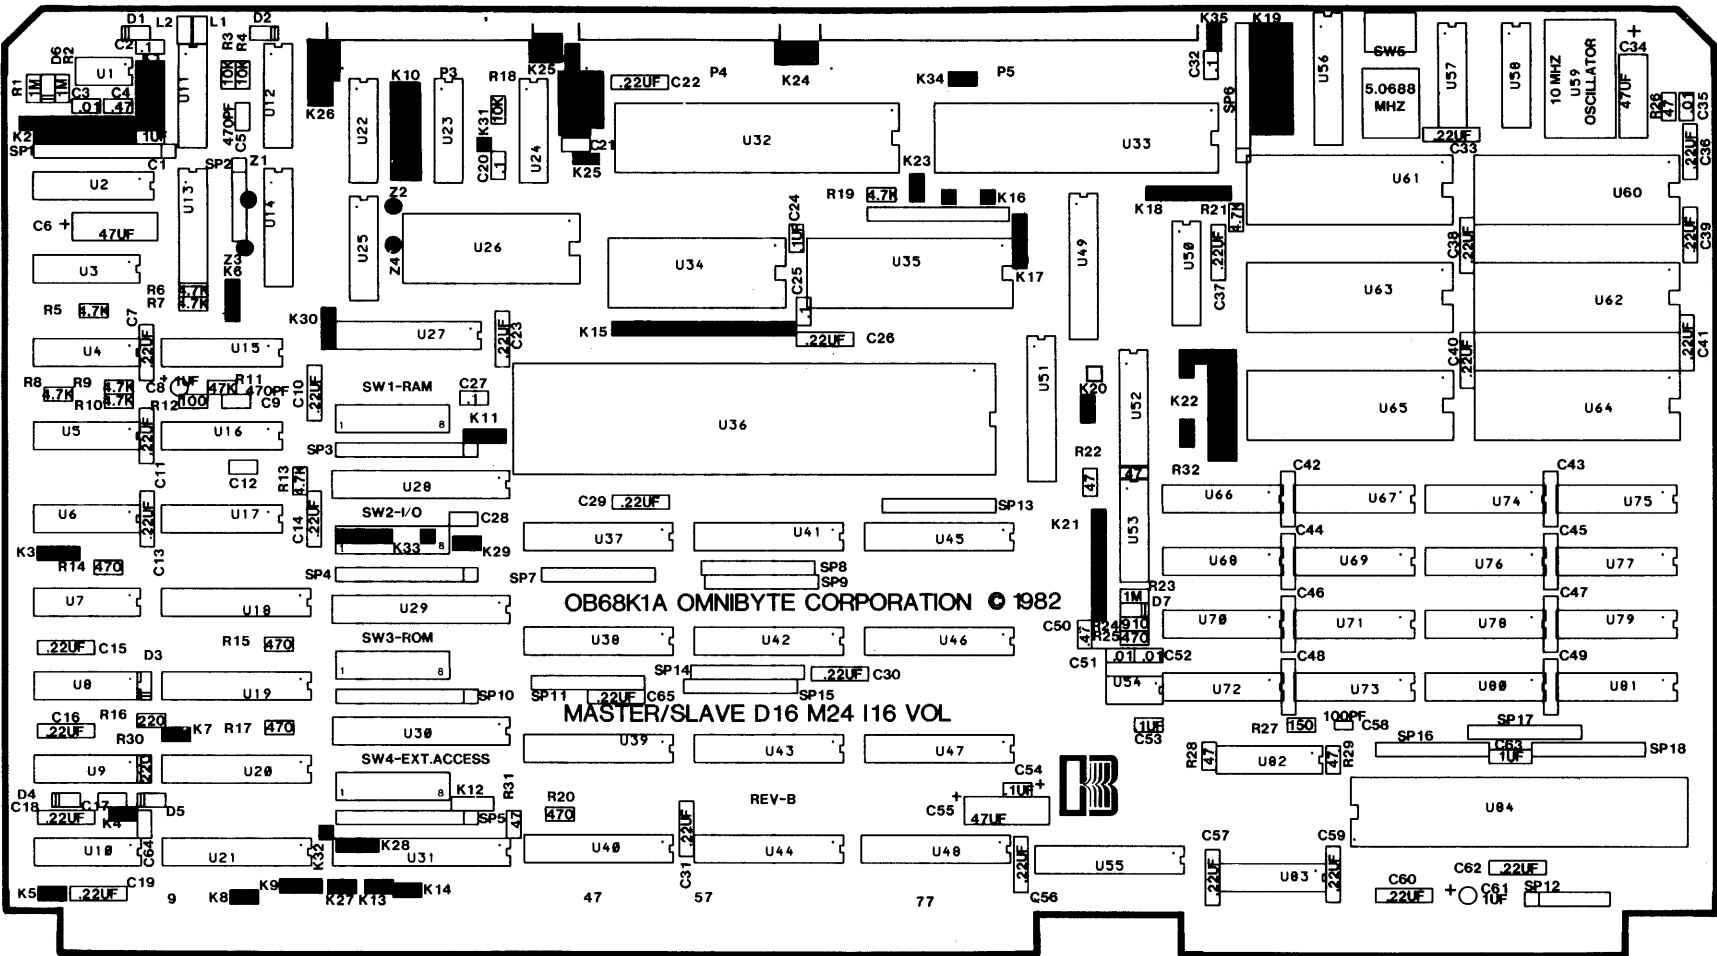 D1 L2 L1 D2
C2 .1
D6 R2 R3 R4
K1
U1 U11 10K 10K U12
R1 1M 1M
C3 C4
.01 .47
470PF C5
K2 1UF
SP1 C1
SP2 Z1
U2 U13 U14
C6 + 47UF
Z3
U3 K6
R6 4.7K
R7 4.7K
R5 4.7K
C7 .22UF
U4 U15
R8 4.7K R9 4.7K C8 + 1UF 47K R11
R10 4.7K R12 100 470PF C9
C10 .22UF
U5 .22UF U16
C11 C12 R13 4.7K
U6 .22UF U17 C14 .22UF
K3 C13
R14 470
U7 U18
.22UF C15 R15 470
D3
U8 U19
C16 .22UF R16 220 K7 R17 470
R30 220
U9 U20
D4 C17 D5
C18 .22UF K4
U10 C64 U21 K32
K5 .22UF C19 9 K8 K9 K27 K13 K14
K26 K10 P3 R18 K25 P4 K24 K34 P5 K35 K19
.22UF C22
C32 .1
U22 U23 K31 10K U24 U32 U33 SP6
C20 .1 C21
K25
Z2 K23
R19 4.7K K16
U25 U26 C24 .1UF
Z4
U34 U35 K17
C25 .1
K30 U27 C23 .22UF K15 .22UF C26
SW1-RAM C27 .1
1 8 K11
SP3
U36
U28
SW2-I/O C28
1 K33 8 K29
C29 .22UF SP13
U37 U41 U45
SP4 SP7 SP8
SP9
OB68K1A OMNIBYTE CORPORATION © 1982
U29
SW3-ROM
1 8
U38 U42 U46
SP14 .22UF C30
SP10 SP11 .22UF C65 SP15
MASTER/SLAVE D16 M24 I16 VOL
U30
U39 U43 U47
SW4-EXT.ACCESS
1 8 K12 R31 47
R20 470
SP5
REV-B
C54 .1UF
+ C55 47UF +
K28 U31
U40 C31 .22UF U44 U48 .22UF
47 57 77 C56
U56 SW5 U57 U58 10 MHZ U59 OSCILLATOR + C34 47UF
5.0688 MHZ
.22UF C33
R26 47 .01 C35
.22UF C36
U61 U60
K18 R21 4.7K
U49 U50 C37 .22UF
C38 .22UF .22UF C39
U63 U62
C40 .22UF .22UF C41
U51 K20 U52 K22
U65 U64
R22 47 47 R32
K21 U53
C42 C43
U66 U67 U74 U75
C44 C45
U68 U69 U76 U77
R23 1M D7
C46 C47
C50 .47 R24 910
R25 470
U70 U71 U78 U79
C51 .01 .01 C52
U54
C48 C49
U72 U73 U80 U81
.1UF C53
R27 150 100PF C58
SP17
R28 47 U82 47 R29
SP16 C63 1UF SP18
U84
U55
C57 .22UF U83 C59 .22UF
C62 .22UF
C60 .22UF + C61 1UF SP12